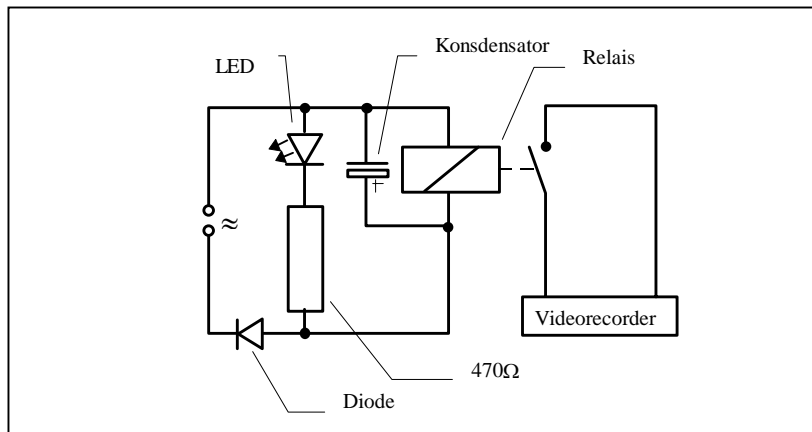 Konsdensator
LED
Relais
≈
+
Videorecorder
470Ω
Diode